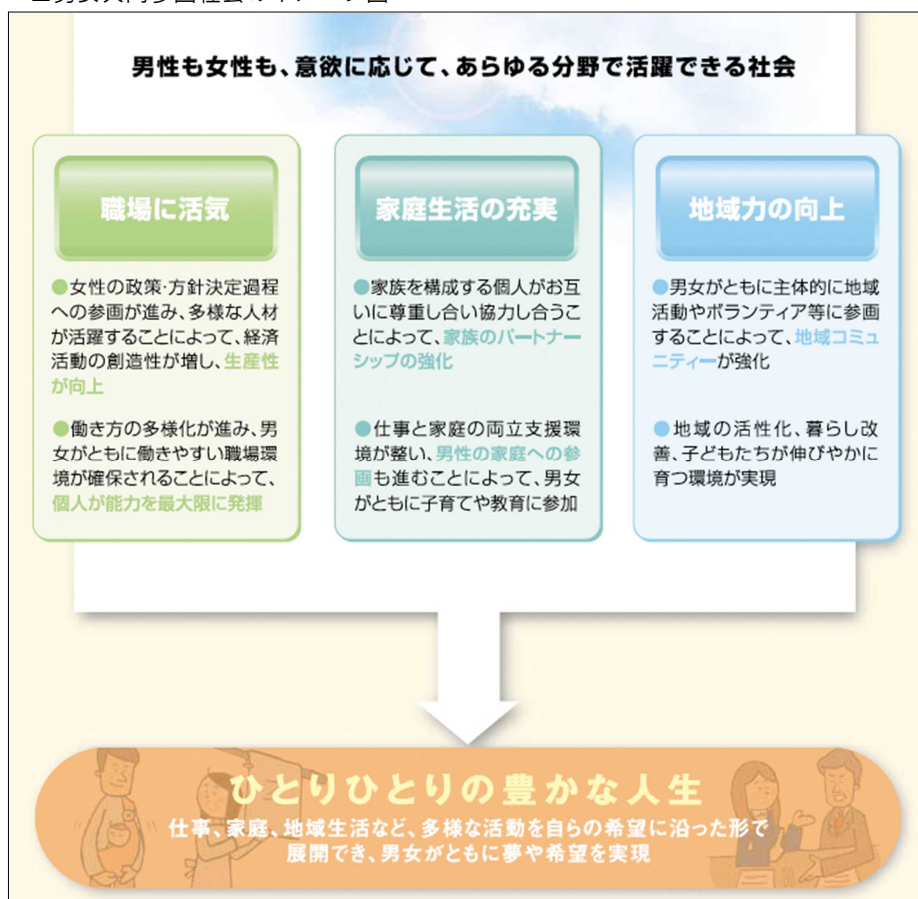 男性も女性も、意欲に応じて、あらゆる分野で活躍できる社会
職場に活気
●女性の政策・方針決定過程
への参画が進み、多様な人材
が活躍することによって、経済
活動の創造性が増し、生産性
が向上
●働き方の多様化が進み、男
女がともに働きやすい職場環
境が確保されることによって、
個人が能力を最大限に発揮
家庭生活の充実
●家族を構成する個人がお互
いに尊重し合い協力し合うこ
とによって、家族のパートナー
シップの強化
●仕事と家庭の両立支援環
境が整い、男性の家庭への参
画も進むことによって、男女
がともに子育てや教育に参加
地域力の向上
●男女がともに主体的に地域
活動やボランティア等に参画
することによって、地域コミュ
ニティーが強化
●地域の活性化、暮らし改
善、子どもたちが伸びやかに
育つ環境が実現
ひとりひとりの豊かな人生
仕事、家庭、地域生活など、多様な活動を自らの希望に沿った形で
展開でき、男女がともに夢や希望を実現